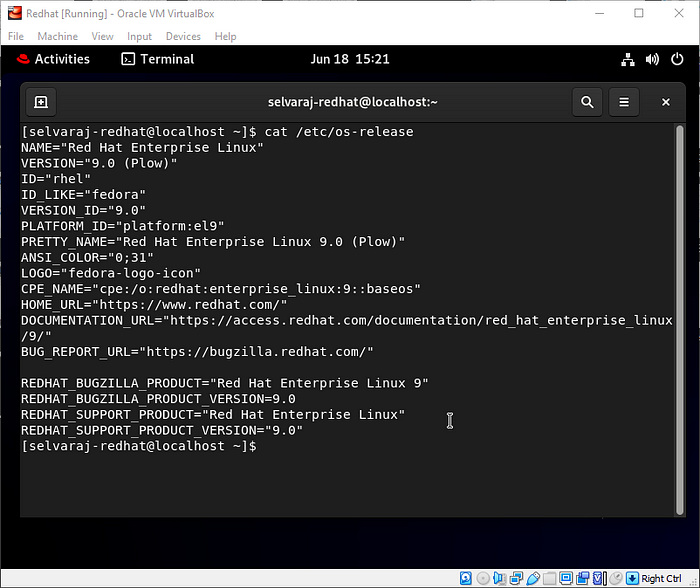 Redhat [Running] - Oracle VM VirtualBox
File Machine View Input Devices Help
Activities Terminal Jun 18 15:21
selvaraj-redhat@localhost:~
[selvaraj-redhat@localhost ~]$ cat /etc/os-release
NAME="Red Hat Enterprise Linux"
VERSION="9.0 (Plow)"
ID="rhel"
ID_LIKE="fedora"
VERSION_ID="9.0"
PLATFORM_ID="platform:el9"
PRETTY_NAME="Red Hat Enterprise Linux 9.0 (Plow)"
ANSI_COLOR="0;31"
LOGO="fedora-logo-icon"
CPE_NAME="cpe:/o:redhat:enterprise_linux:9::baseos"
HOME_URL="https://www.redhat.com/"
DOCUMENTATION_URL="https://access.redhat.com/documentation/red_hat_enterprise_linux
/9/"
BUG_REPORT_URL="https://bugzilla.redhat.com/"
REDHAT_BUGZILLA_PRODUCT="Red Hat Enterprise Linux 9"
REDHAT_BUGZILLA_PRODUCT_VERSION=9.0
REDHAT_SUPPORT_PRODUCT="Red Hat Enterprise Linux"
REDHAT_SUPPORT_PRODUCT_VERSION="9.0"
[selvaraj-redhat@localhost ~]$
Right Ctrl